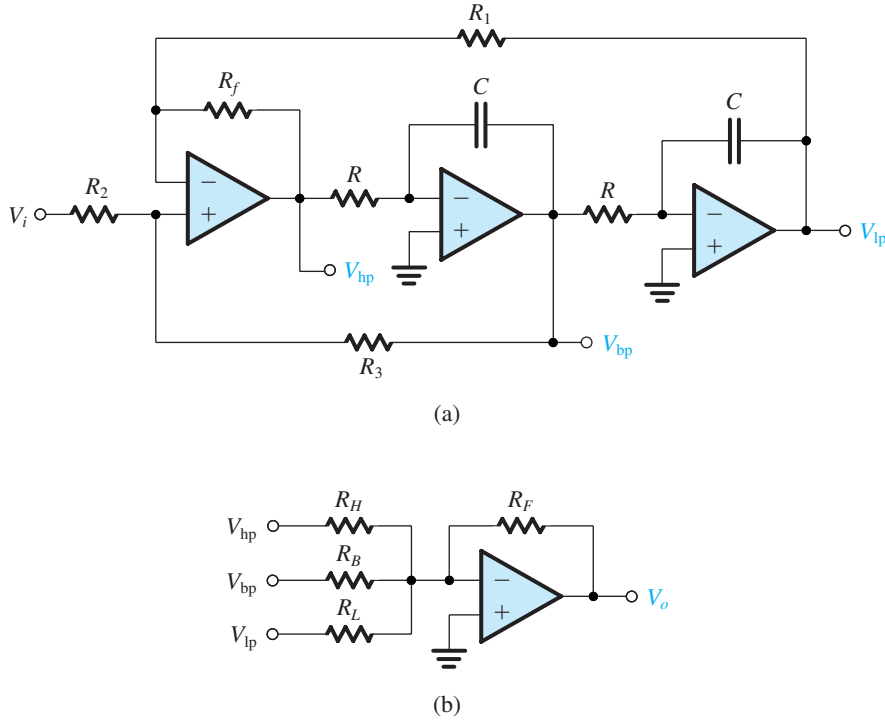 R1
Rf
C
C
R2
R
R
Vi
−
+
−
+
−
+
Vlp
Vhp
R3
Vbp
(a)
RH
RF
Vhp
RB
Vbp
−
+
Vo
RL
Vlp
(b)